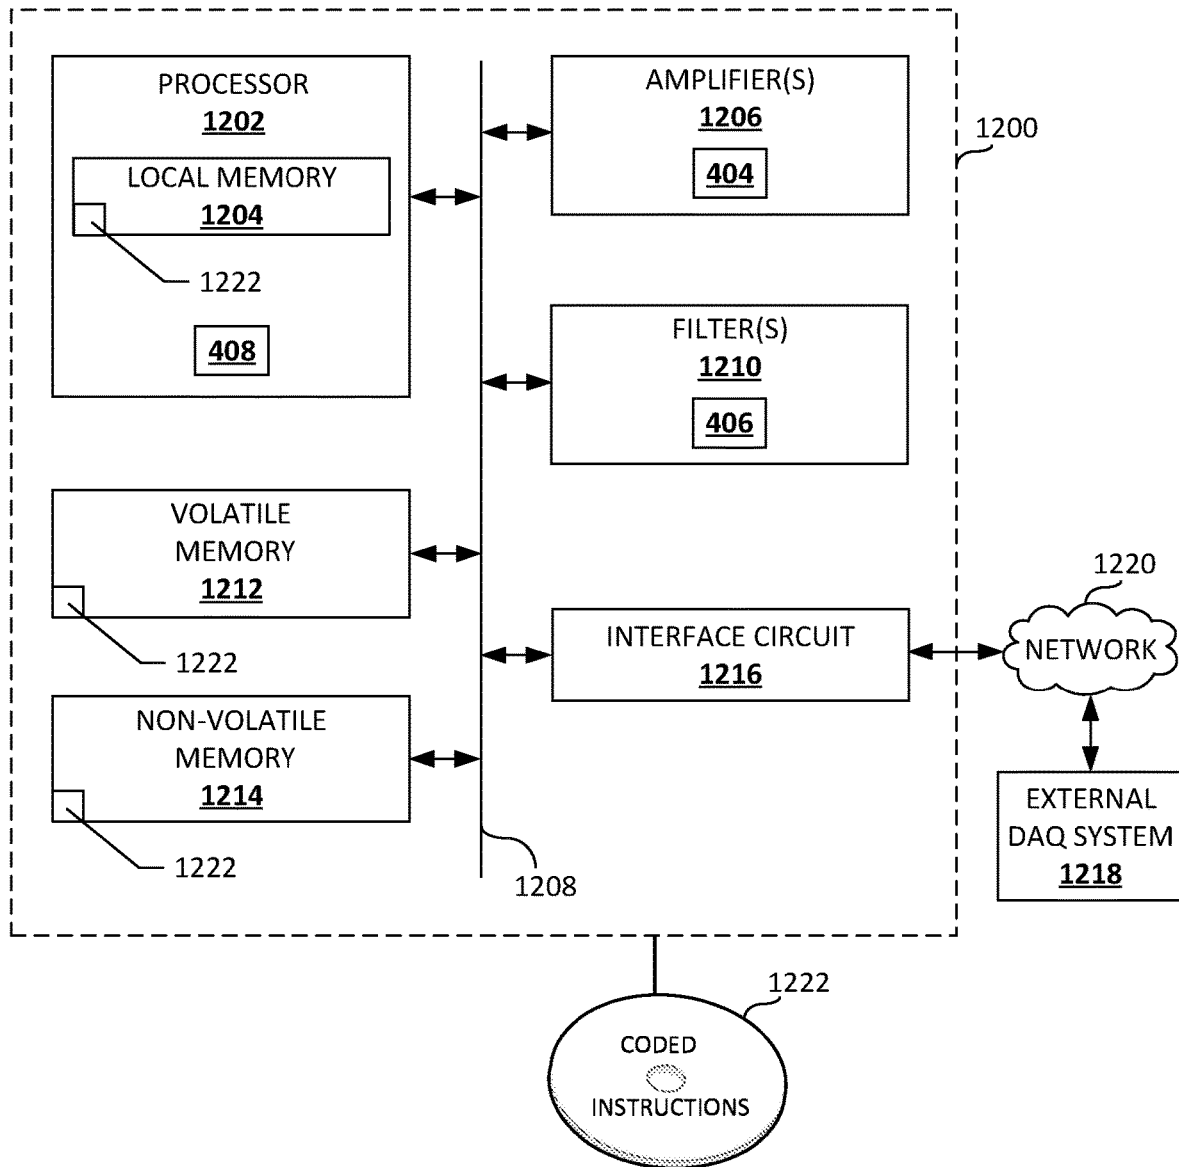 PROCESSOR
1202
LOCAL MEMORY
1204
1222
408
AMPLIFIER(S)
1206
404
1200
FILTER(S)
1210
406
VOLATILE
MEMORY
1212
1222
INTERFACE CIRCUIT
1216
1220
NETWORK
NON-VOLATILE
MEMORY
1214
1222
1208
EXTERNAL
DAQ SYSTEM
1218
1222
CODED
INSTRUCTIONS